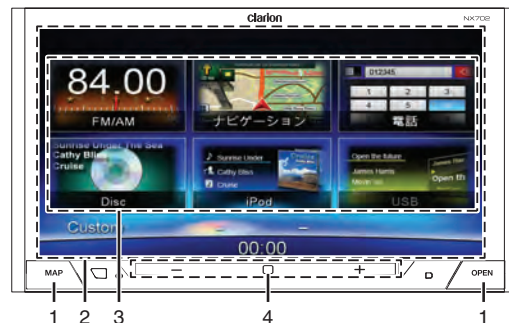 clarion NX702
84.00
FM/AM
ナビゲーション
012345
1 2 3
4 5
電話
Sunrise Under The Sea
Cathy Bliss
Cruise
Disc
Sunrise Under
Cathy Bliss
Cruise
iPod
Open the future
James Harris
Open th
USB
Custom
00:00
MAP − + OPEN
1 2 3 4 1